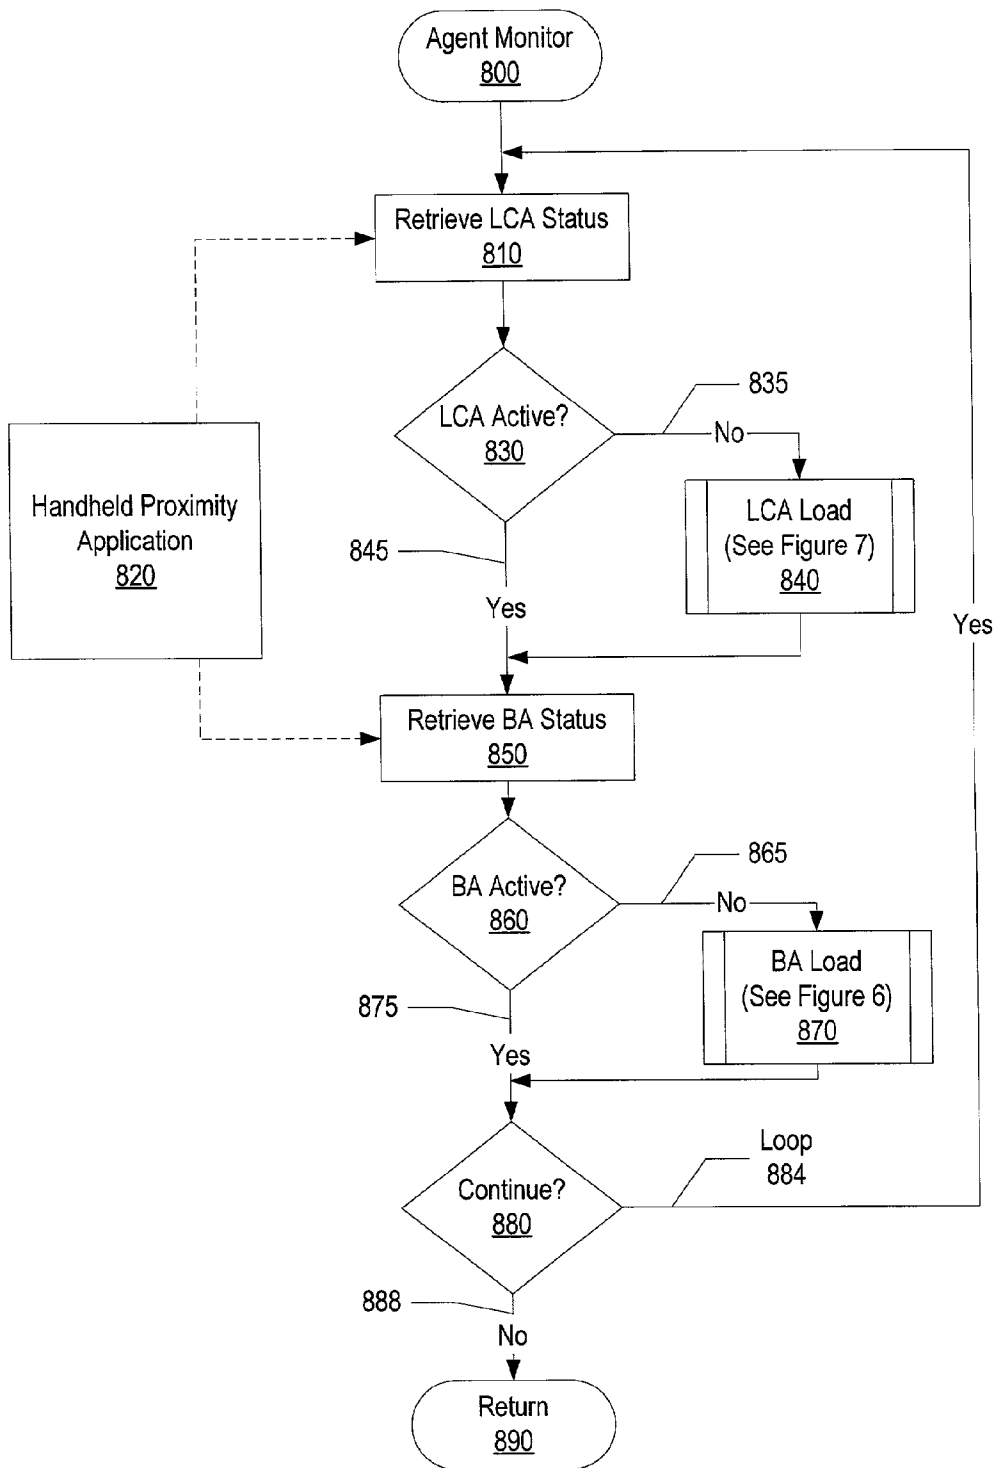 Agent Monitor
800
Retrieve LCA Status
810
LCA Active?
830
835
No
Handheld Proximity
Application
820
LCA Load
(See Figure 7)
840
845
Yes
Yes
Retrieve BA Status
850
BA Active?
860
865
No
BA Load
(See Figure 6)
870
875
Yes
Continue?
880
Loop
884
888
No
Return
890